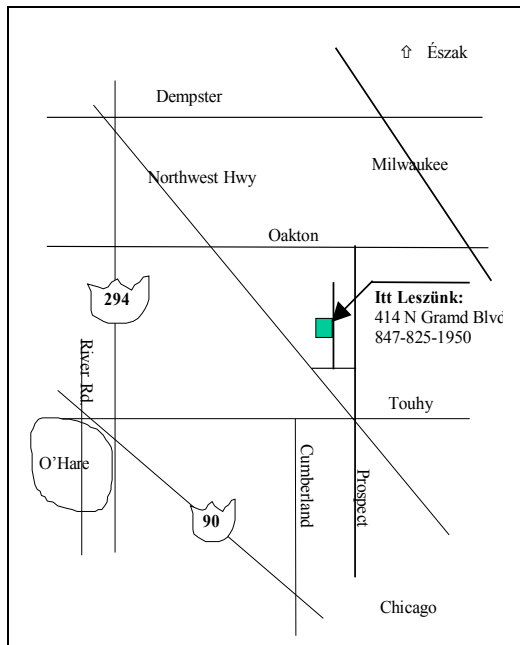 ⇧ Észak
Dempster
Milwaukee
Northwest Hwy
Oakton
294
Itt Leszünk:
414 N Gramd Blvd
847-825-1950
River Rd
Touhy
O'Hare
Cumberland
Prospect
90
Chicago